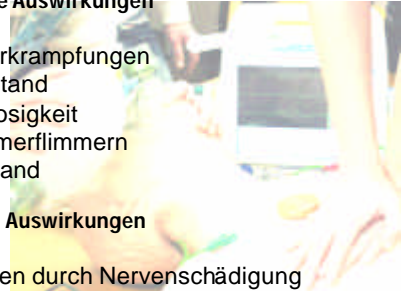 e Auswirkungen
rkrampfungen
tand
osigkeit
merflimmern
and
Auswirkungen
en durch Nervenschädigung